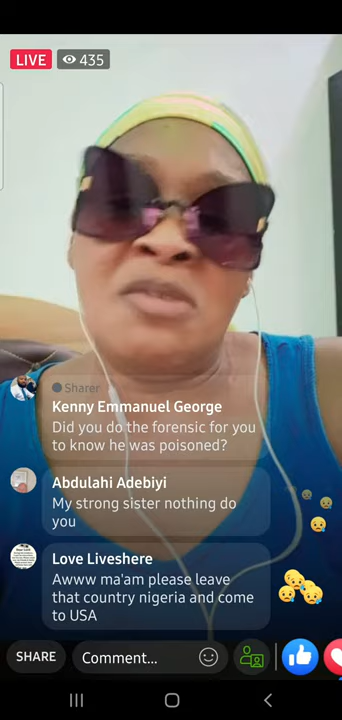 LIVE 435
Sharer
Kenny Emmanuel George
Did you do the forensic for you
to know he was poisoned?
Abdulahi Adebiyi
My strong sister nothing do
you
Love Liveshere
Awww ma'am please leave
that country nigeria and come
to USA
SHARE Comment...